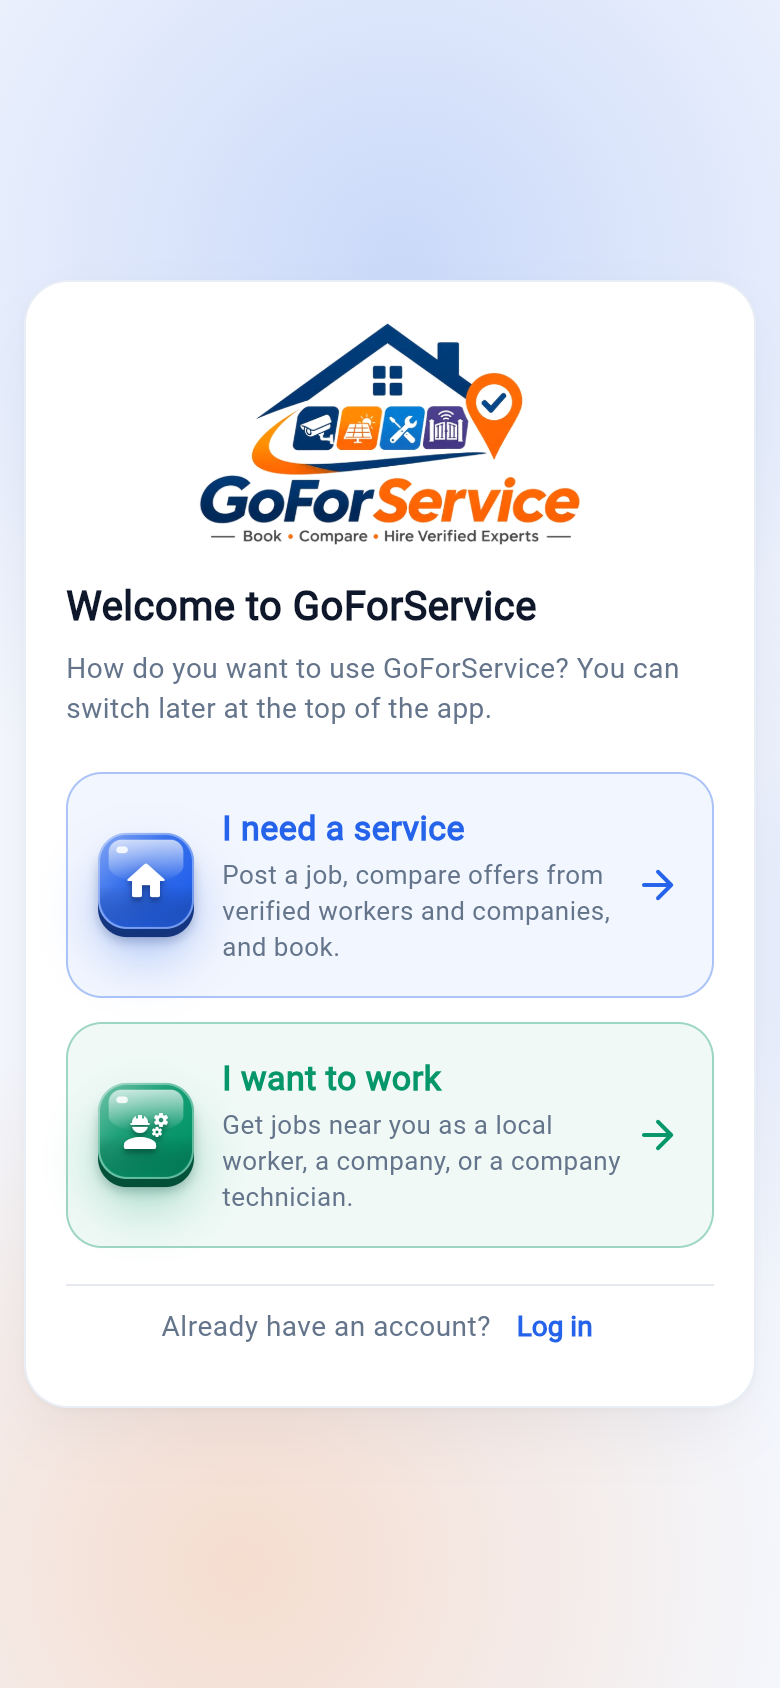 GoForService
Book • Compare • Hire Verified Experts
Welcome to GoForService
How do you want to use GoForService? You can
switch later at the top of the app.
I need a service
Post a job, compare offers from
verified workers and companies,
and book.
I want to work
Get jobs near you as a local
worker, a company, or a company
technician.
Already have an account? Log in